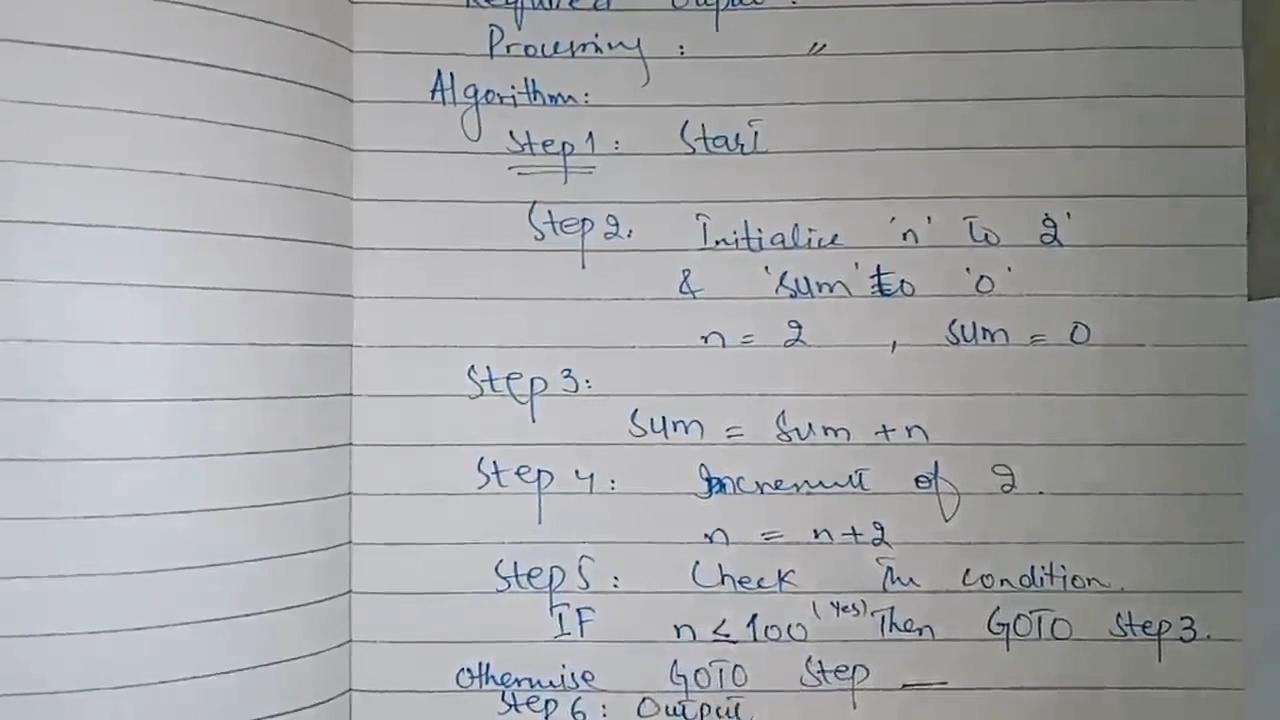 Required Output :
Processing : "
Algorithm:
Step 1 : Start
Step 2. Initialize 'n' to 2'
& 'sum' to '0'
n = 2 , sum = 0
Step 3:
sum = sum + n
Step 4 : Increment of 2.
n = n+2
Step 5 : Check The condition.
IF n ≤ 100 (Yes) Then GOTO Step 3.
Otherwise GOTO Step —
Step 6 : Output.